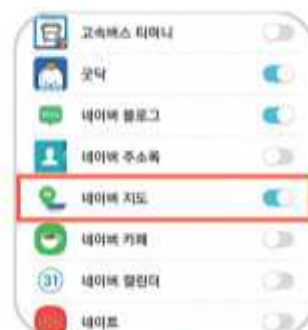 고속버스 티머니
굿닥
네이버 블로그
네이버 주소록
네이버 지도
네이버 카페
31
네이버 캘린더
네이트